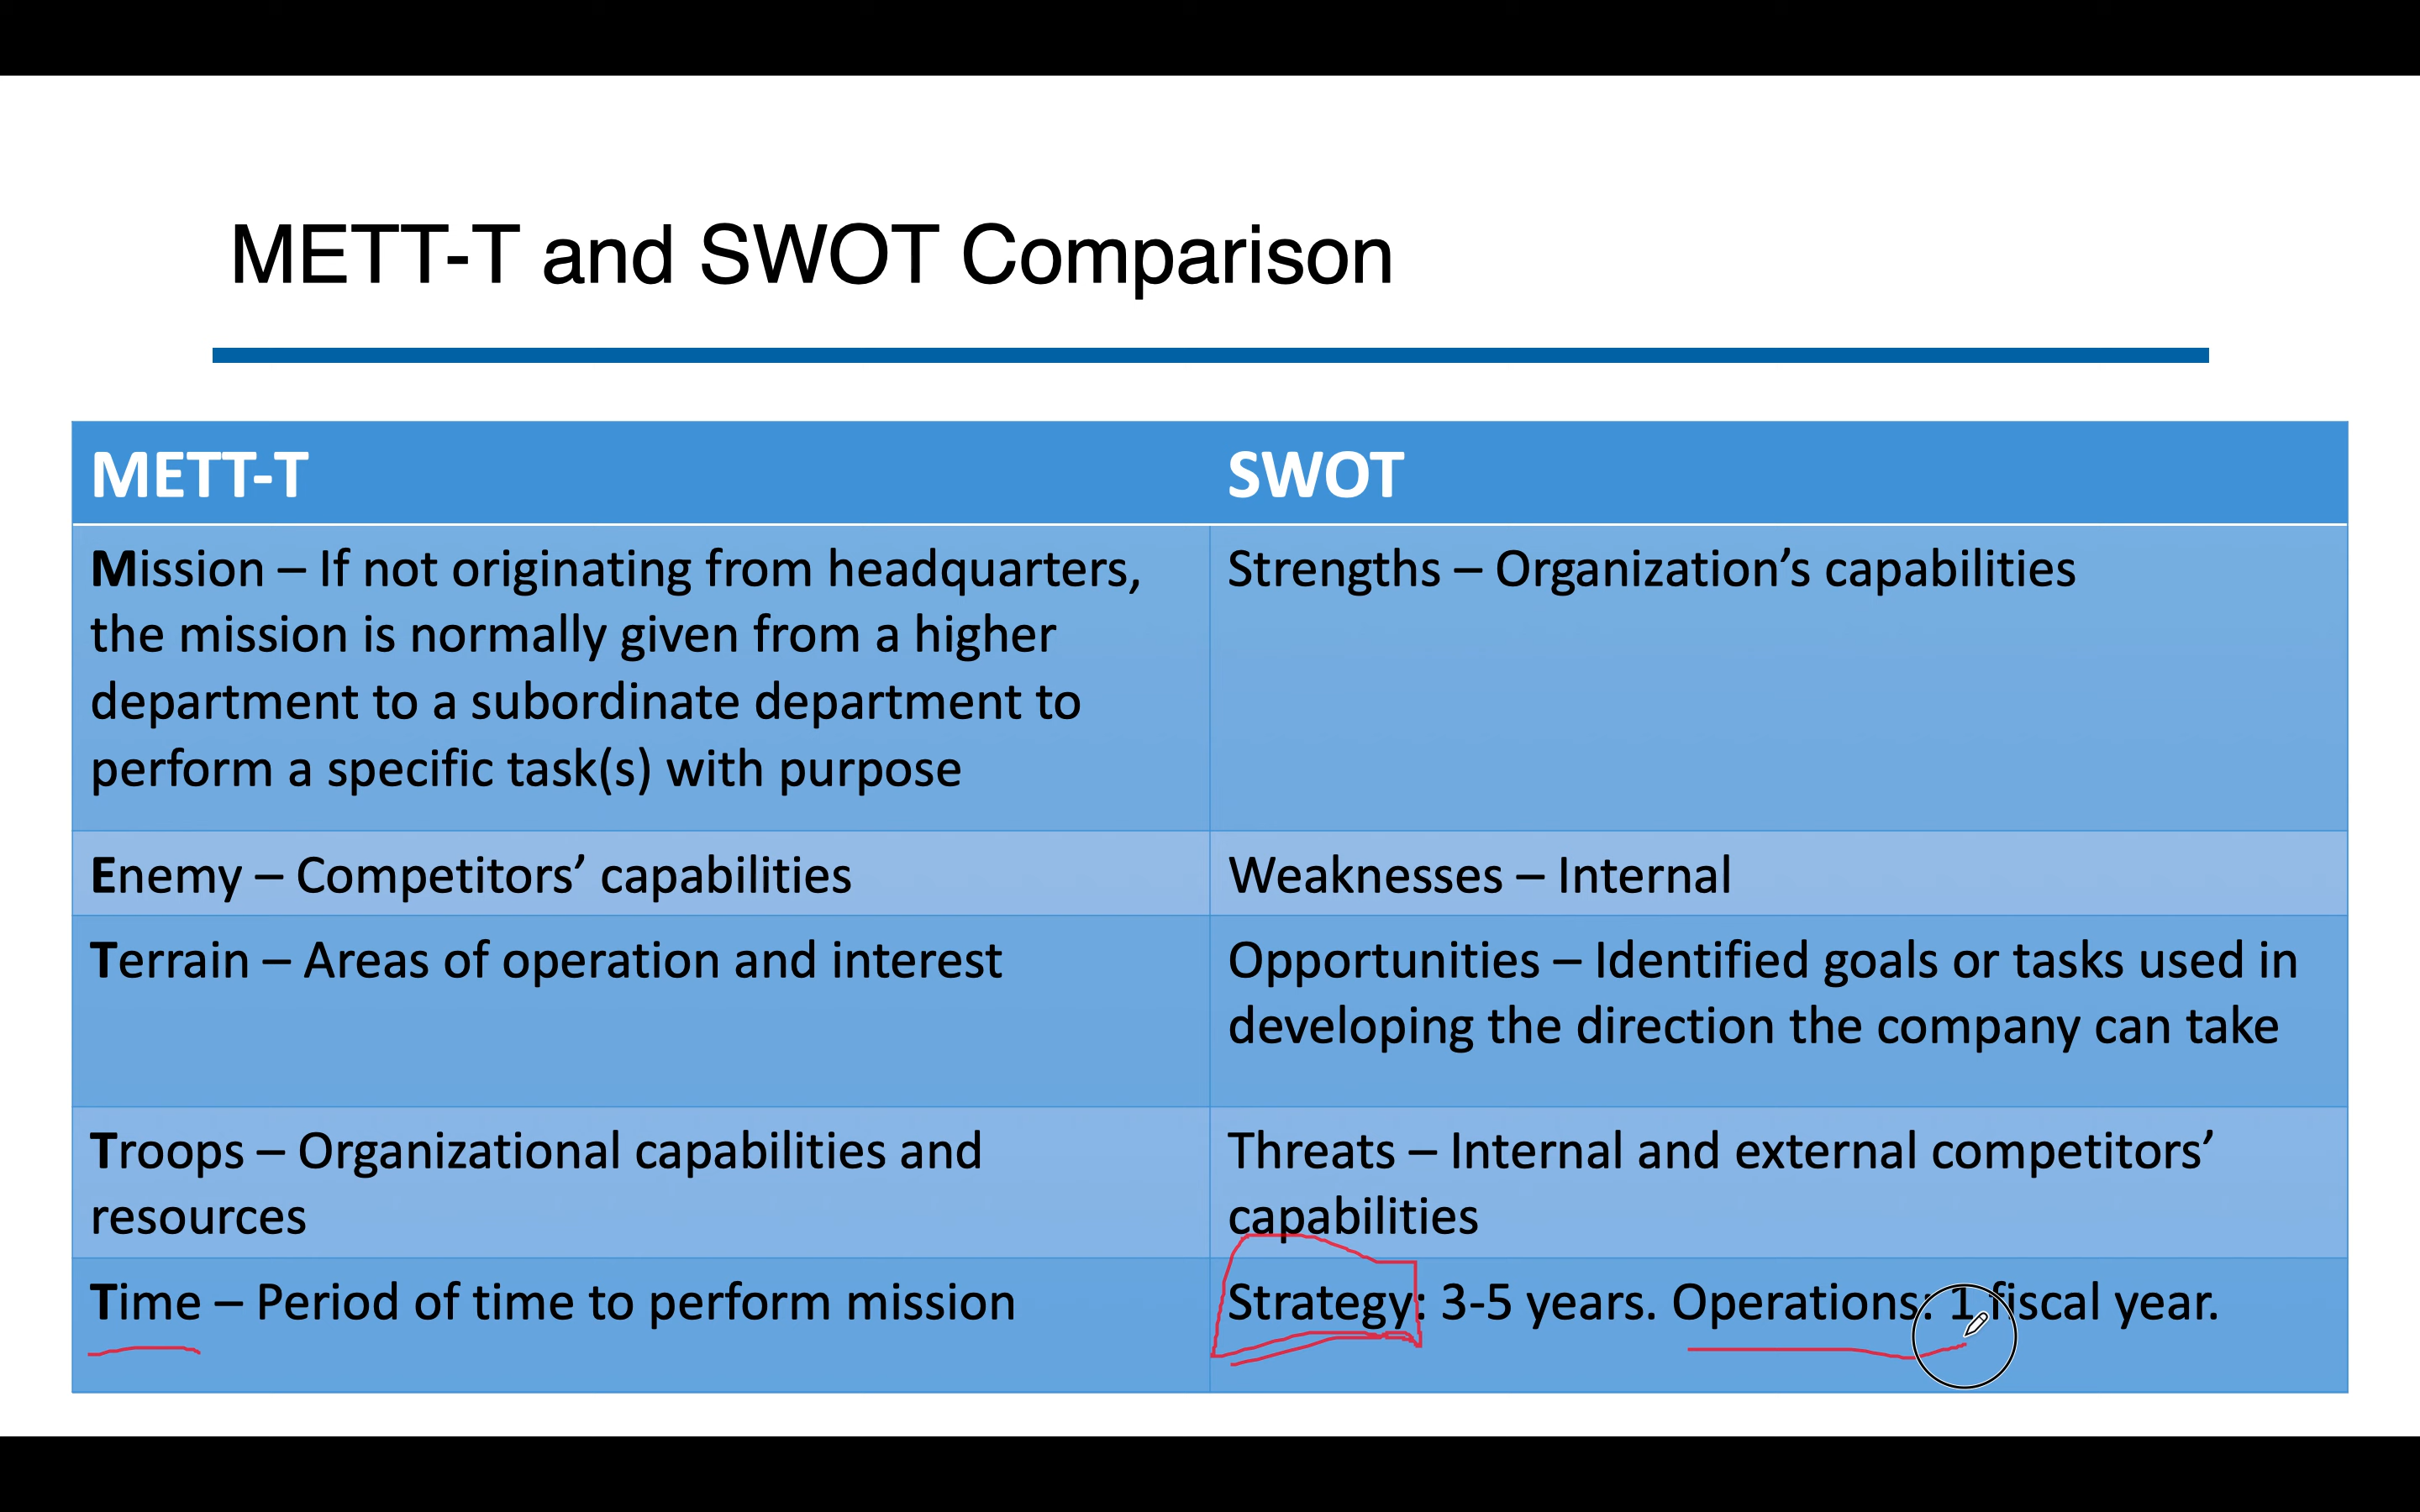 METT-T and SWOT Comparison
METT-T
SWOT
Mission – If not originating from headquarters,
the mission is normally given from a higher
department to a subordinate department to
perform a specific task(s) with purpose
Strengths – Organization’s capabilities
Enemy – Competitors’ capabilities
Weaknesses – Internal
Terrain – Areas of operation and interest
Opportunities – Identified goals or tasks used in
developing the direction the company can take
Troops – Organizational capabilities and
resources
Threats – Internal and external competitors’
capabilities
Time – Period of time to perform mission
Strategy: 3-5 years. Operations: 1 fiscal year.